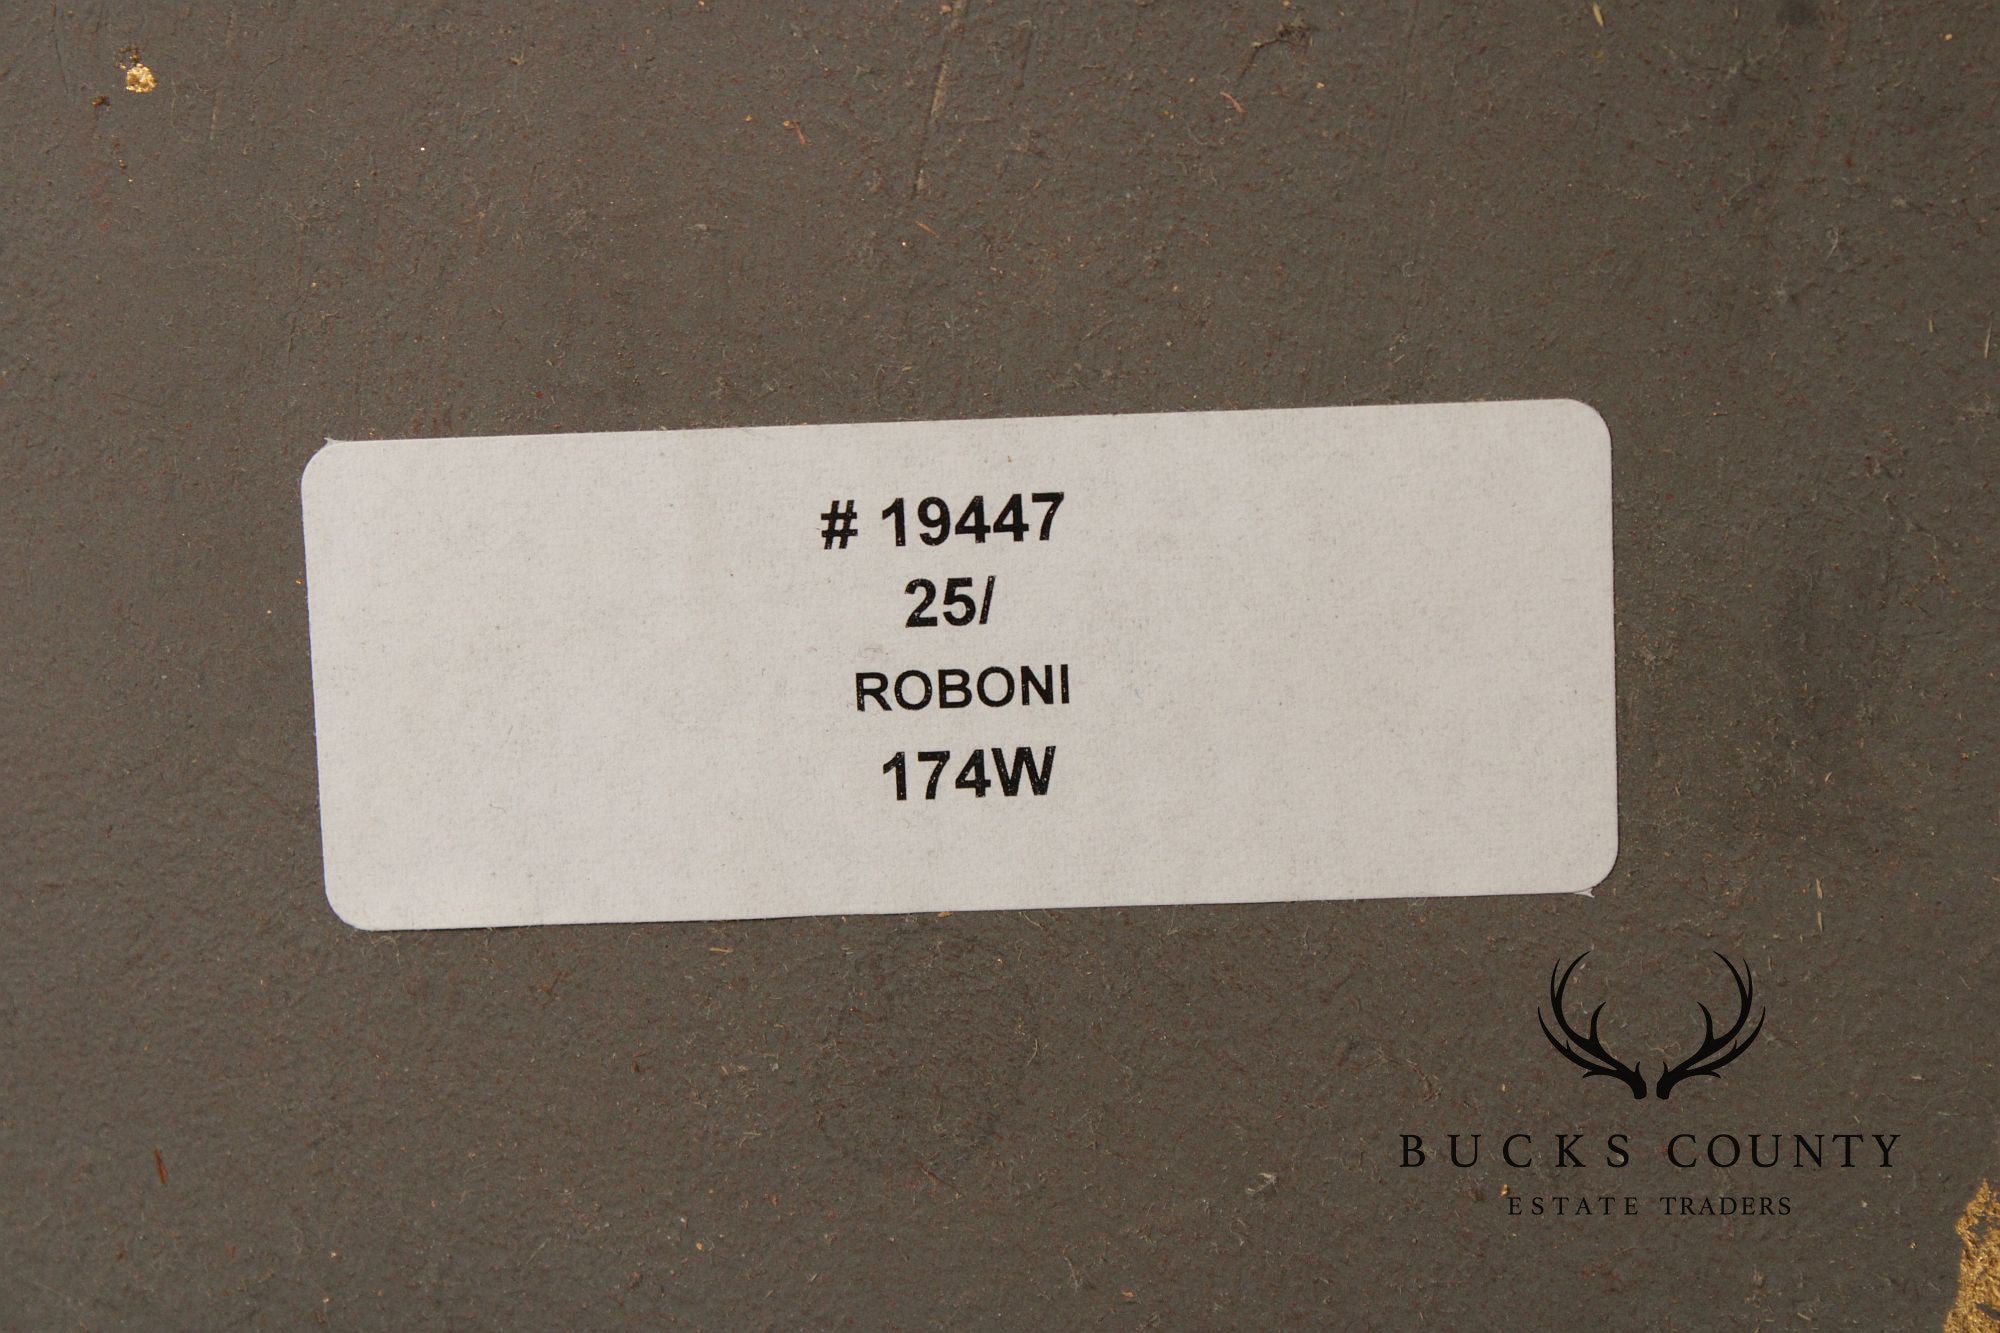 # 19447
25/
ROBONI
174W
BUCKS COUNTY
ESTATE TRADERS